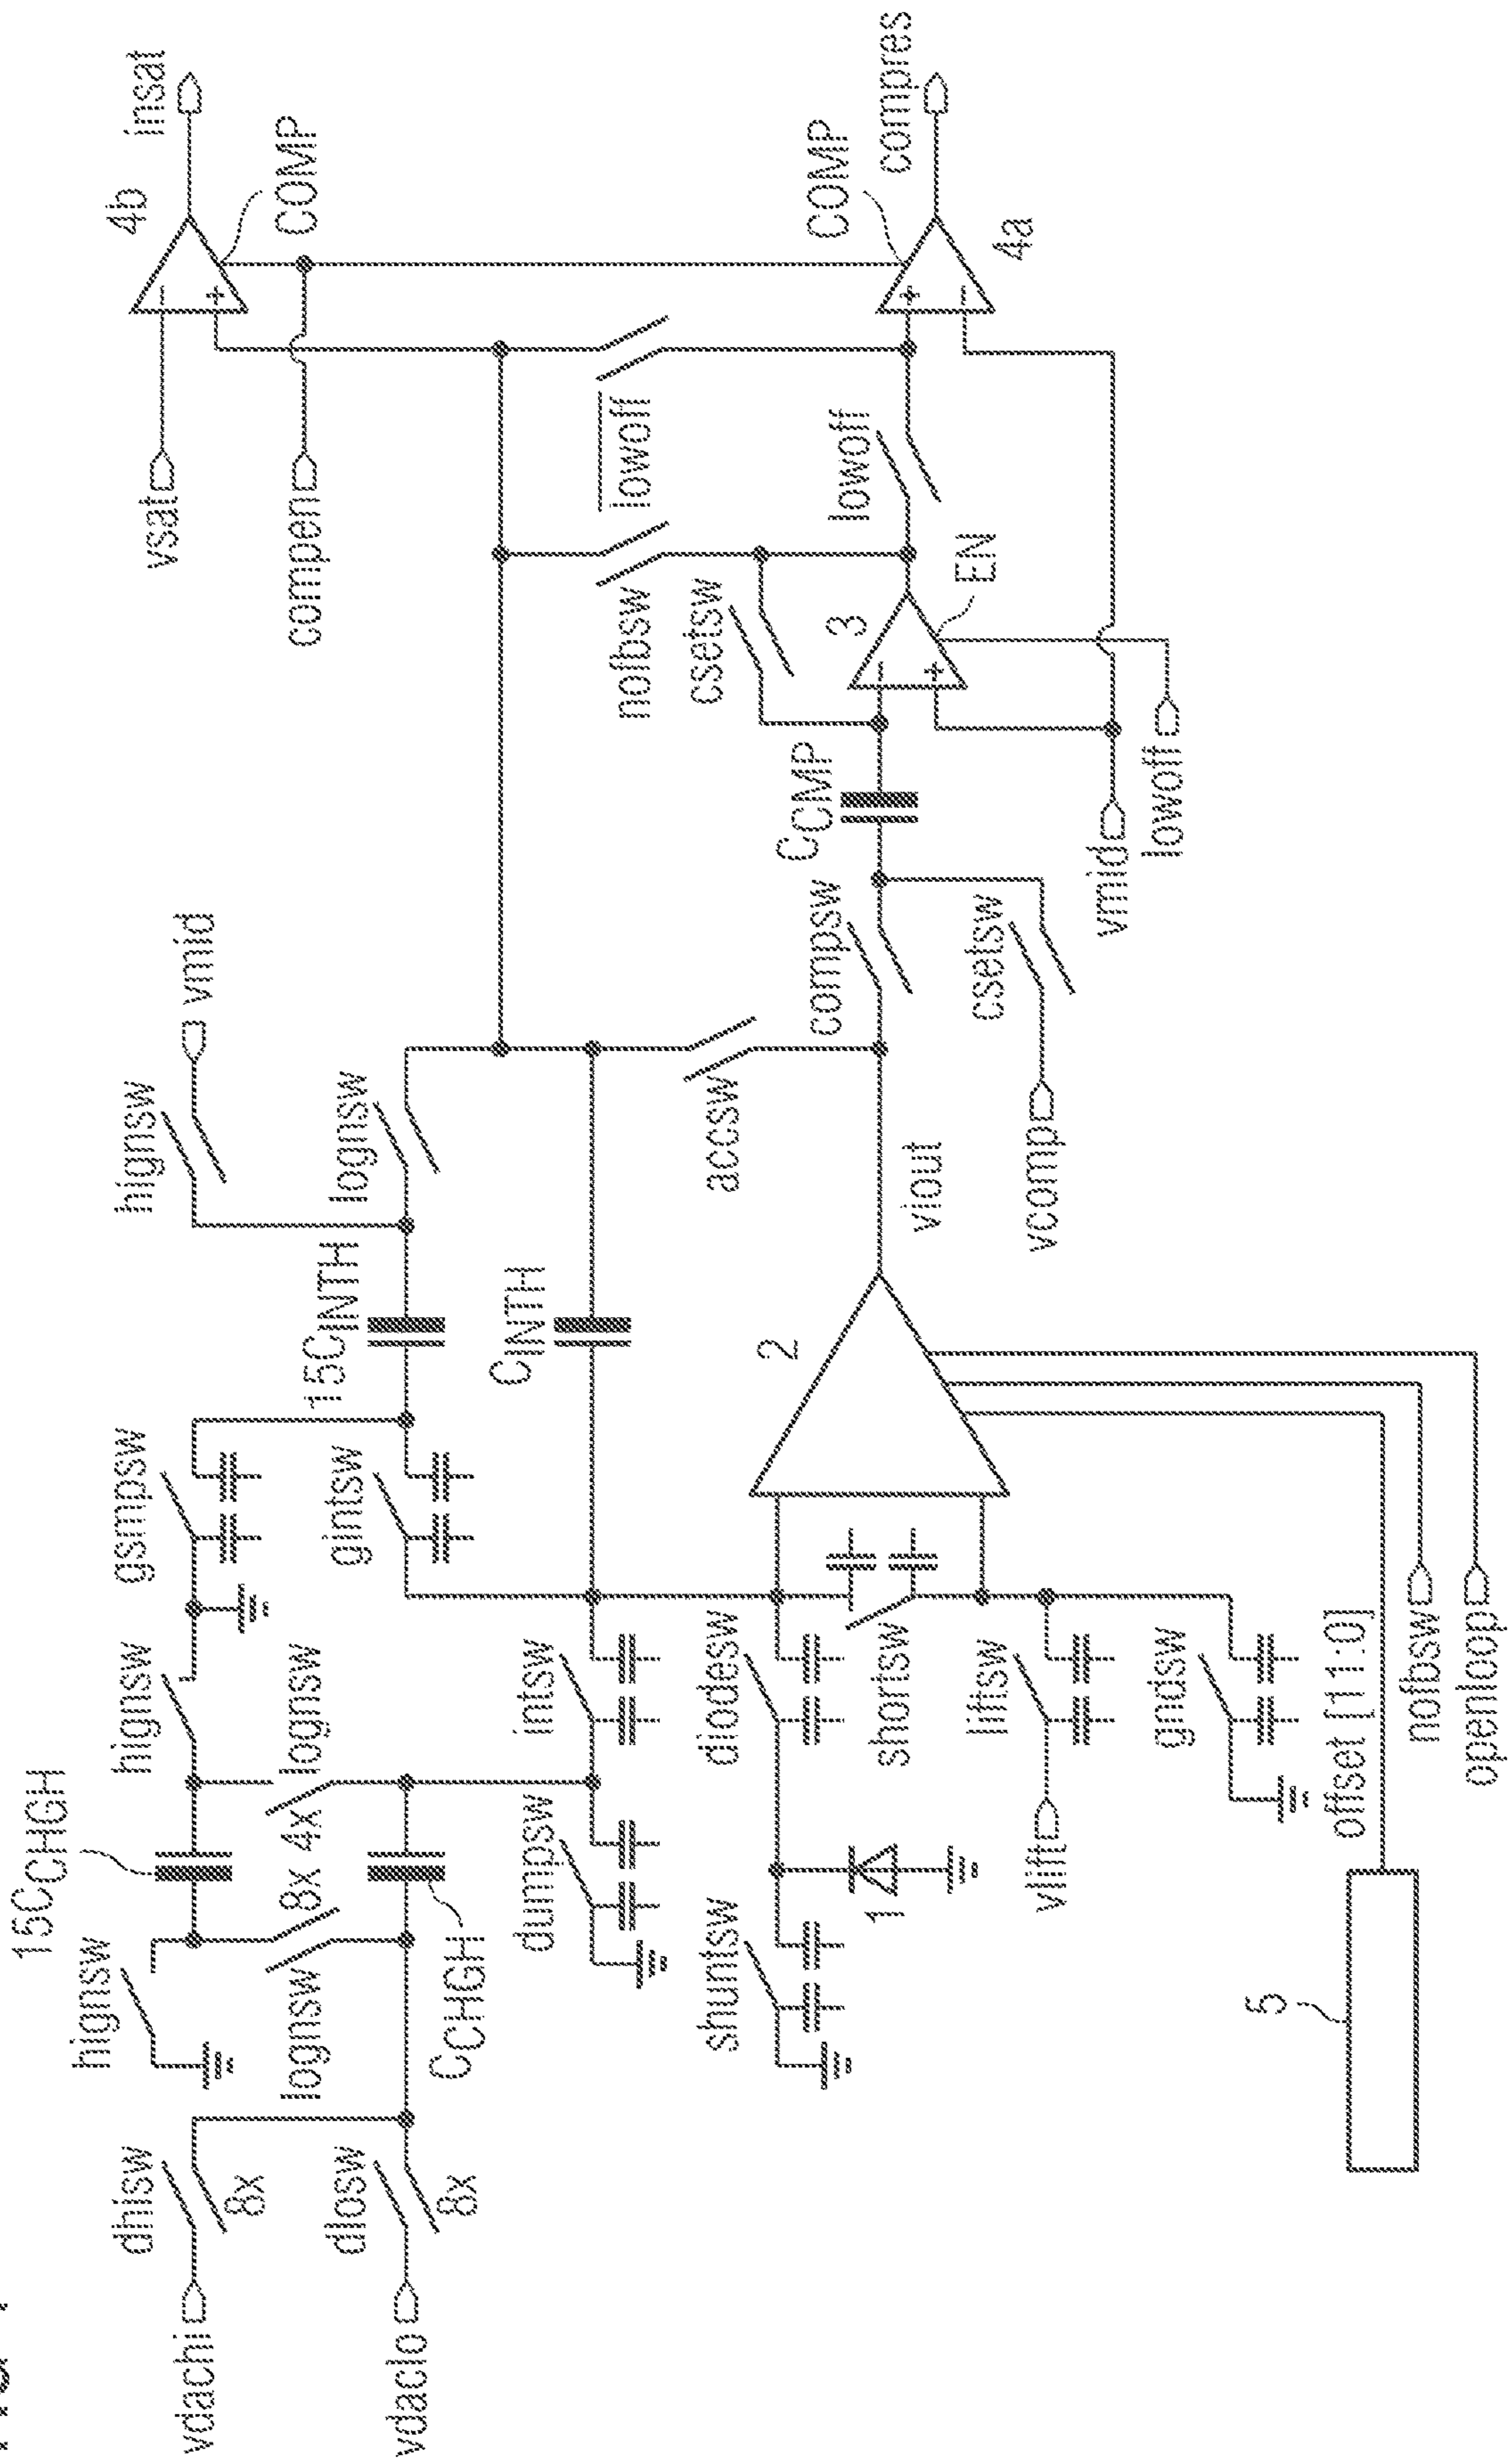 vdachi
vdaclo
dhisw
8x
dlosw
8x
hignsw
lognsw
15CCHGH
8x 4x
CCHGH
hignsw
lognsw
gsmpsw
gintsw
15CINTH
CINTH
hignsw
lognsw
vmid
dumpsw
intsw
shuntsw
1
diodesw
shortsw
vlift
liftsw
gndsw
5
offset [11:0]
nofbsw
openloop
2
viout
accsw
compsw
vcomp
csetsw
CCMP
vmid
lowoff
3
EN
nofbsw
csetsw
lowoff
lowoff
vsat
compen
4b
COMP
insat
COMP
4a
compres
+
−
+
−
+
−